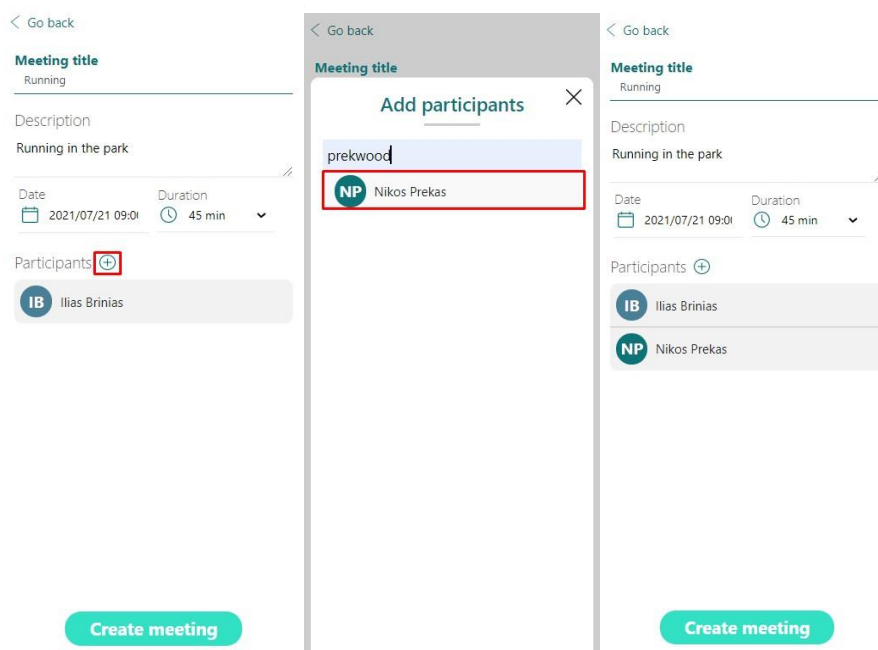 Go back
Meeting title
Running
Description
Running in the park
Date Duration
2021/07/21 09:00 45 min
Participants
IB Ilias Brinias
Create meeting
Go back
Meeting title
Add participants
prekwood
NP Nikos Prekas
Go back
Meeting title
Running
Description
Running in the park
Date Duration
2021/07/21 09:00 45 min
Participants
IB Ilias Brinias
NP Nikos Prekas
Create meeting